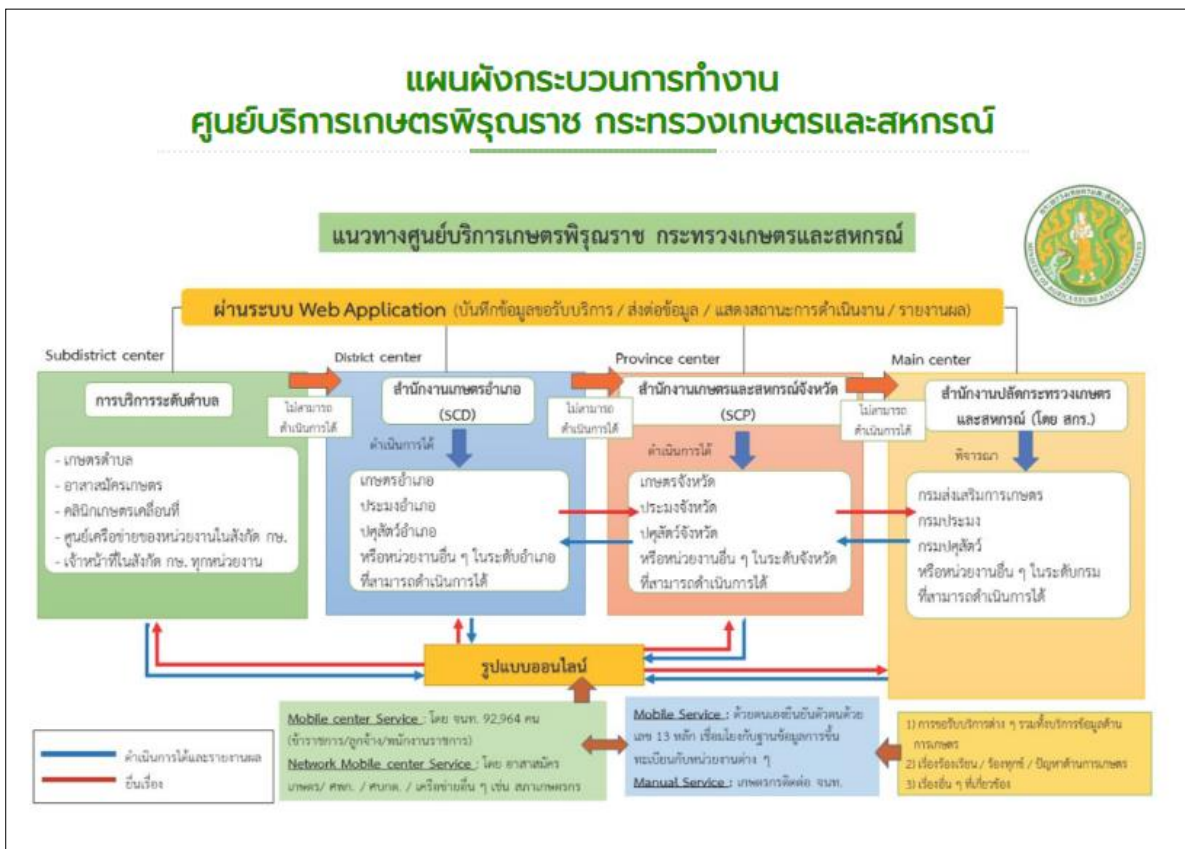 แผนผังกระบวนการทำงาน
ศูนย์บริการเกษตรพิรุณราช กระทรวงเกษตรและสหกรณ์
แนวทางศูนย์บริการเกษตรพิรุณราช กระทรวงเกษตรและสหกรณ์
กระทรวงเกษตรและสหกรณ์
MINISTRY OF AGRICULTURE AND COOPERATIVES
ผ่านระบบ Web Application (บันทึกข้อมูลขอรับบริการ / ส่งต่อข้อมูล / แสดงสถานะการดำเนินงาน / รายงานผล)
Subdistrict center
การบริการระดับตำบล
- เกษตรตำบล
- อาสาสมัครเกษตร
- คลินิกเกษตรเคลื่อนที่
- ศูนย์เครือข่ายของหน่วยงานในสังกัด กษ.
- เจ้าหน้าที่ในสังกัด กษ. ทุกหน่วยงาน
ไม่สามารถ
ดำเนินการได้
District center
สำนักงานเกษตรอำเภอ
(SCD)
ดำเนินการได้
เกษตรอำเภอ
ประมงอำเภอ
ปศุสัตว์อำเภอ
หรือหน่วยงานอื่น ๆ ในระดับอำเภอ
ที่สามารถดำเนินการได้
ไม่สามารถ
ดำเนินการได้
Province center
สำนักงานเกษตรและสหกรณ์จังหวัด
(SCP)
ดำเนินการได้
เกษตรจังหวัด
ประมงจังหวัด
ปศุสัตว์จังหวัด
หรือหน่วยงานอื่น ๆ ในระดับจังหวัด
ที่สามารถดำเนินการได้
ไม่สามารถ
ดำเนินการได้
Main center
สำนักงานปลัดกระทรวงเกษตร
และสหกรณ์ (โดย สกร.)
พิจารณา
กรมส่งเสริมการเกษตร
กรมประมง
กรมปศุสัตว์
หรือหน่วยงานอื่น ๆ ในระดับกรม
ที่สามารถดำเนินการได้
รูปแบบออนไลน์
ดำเนินการได้และรายงานผล
ยื่นเรื่อง
Mobile center Service : โดย จนท. 92,964 คน
(ข้าราชการ/ลูกจ้าง/พนักงานราชการ)
Network Mobile center Service : โดย อาสาสมัคร
เกษตร/ ศพก. / ศบกต. / เครือข่ายอื่น ๆ เช่น สภาเกษตรกร
Mobile Service : ด้วยตนเองยืนยันตัวตนด้วย
เลข 13 หลัก เชื่อมโยงกับฐานข้อมูลการขึ้น
ทะเบียนกับหน่วยงานต่าง ๆ
Manual Service : เกษตรกรติดต่อ จนท.
1) การขอรับบริการต่าง ๆ รวมทั้งบริการข้อมูลด้าน
การเกษตร
2) เรื่องร้องเรียน / ร้องทุกข์ / ปัญหาด้านการเกษตร
3) เรื่องอื่น ๆ ที่เกี่ยวข้อง